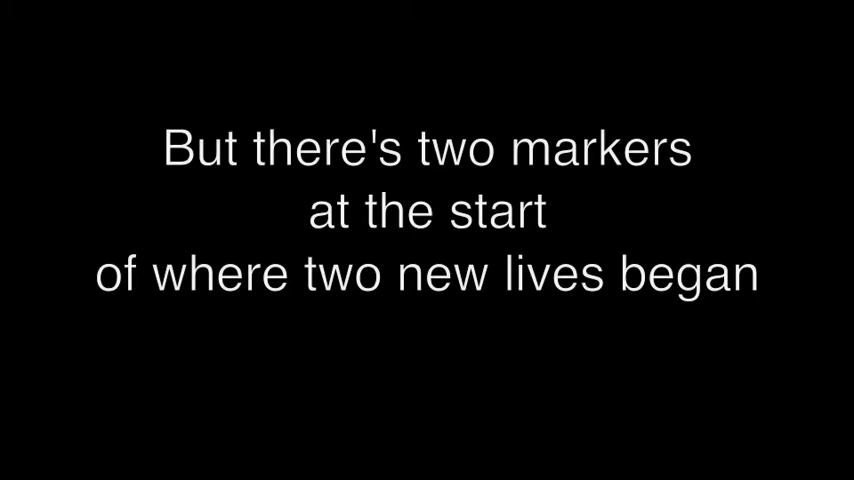 But there's two markers
at the start
of where two new lives began